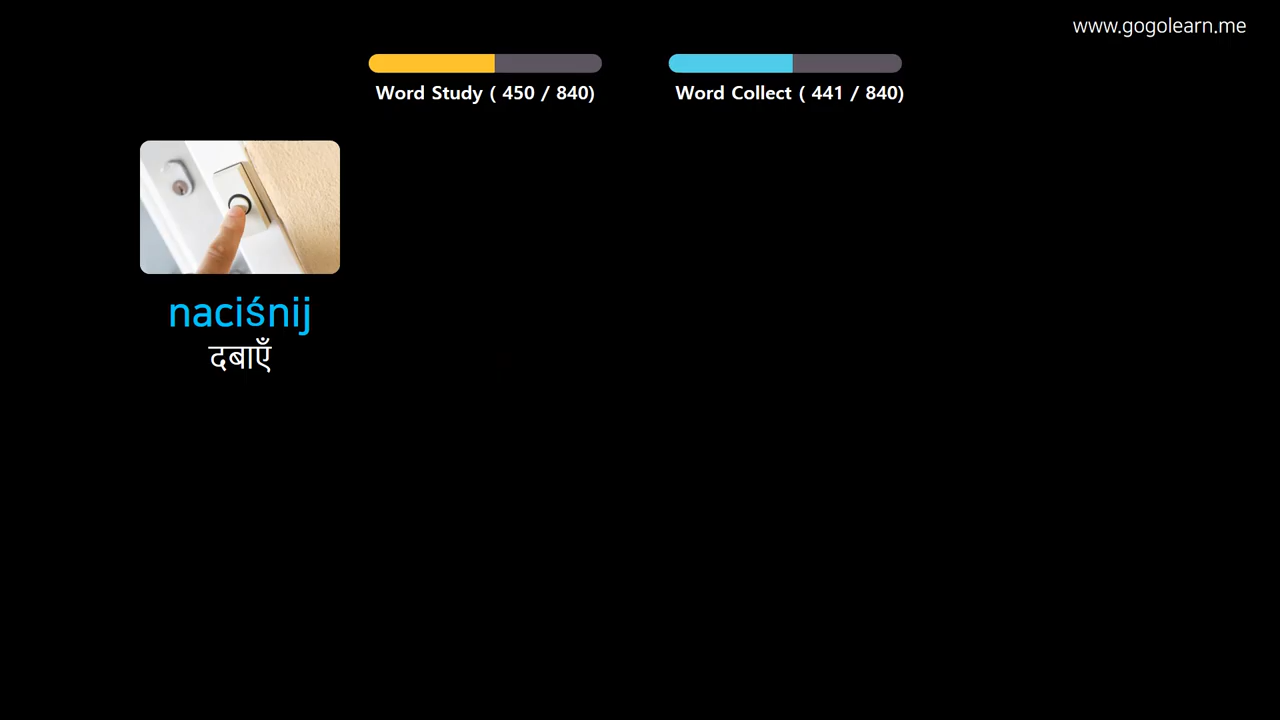 www.gogolearn.me
Word Study ( 450 / 840)
Word Collect ( 441 / 840)
naciśnij
दबाएँ